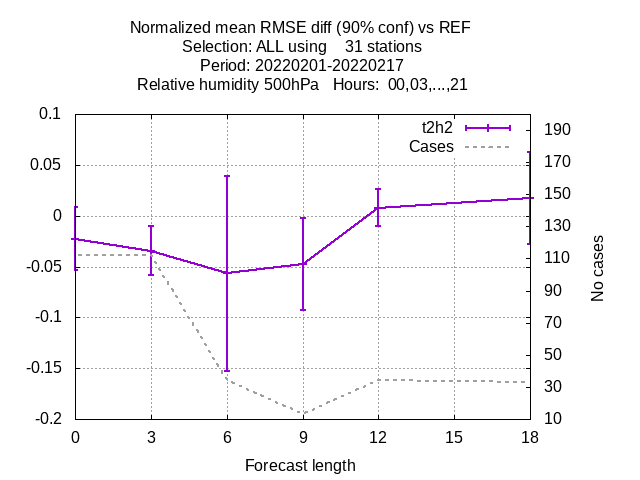 Normalized mean RMSE diff (90% conf) vs REF
Selection: ALL using    31 stations
Period: 20220201-20220217
Relative humidity 500hPa   Hours:  00,03,...,21
t2h2
Cases
0.1
0.05
0
-0.05
-0.1
-0.15
-0.2
190
170
150
130
110
90
70
50
30
10
No cases
0 3 6 9 12 15 18
Forecast length